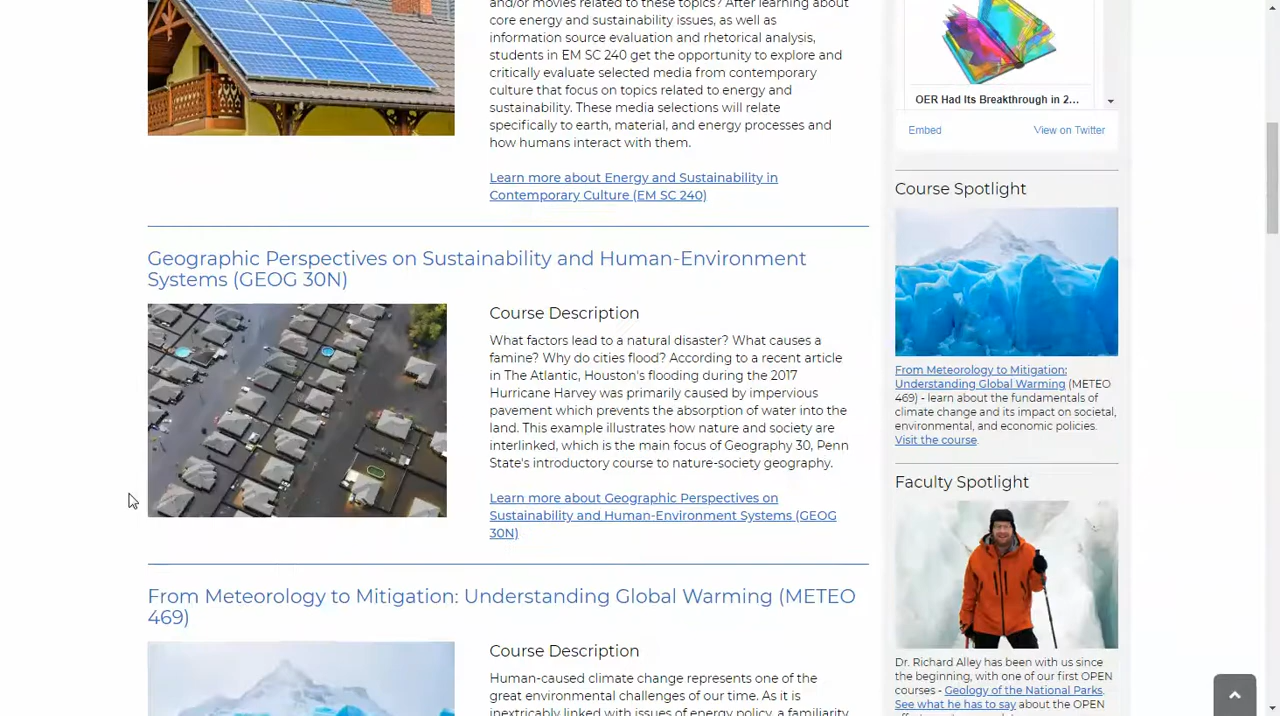 and/or movies related to these topics? After learning about
core energy and sustainability issues, as well as
information source evaluation and rhetorical analysis,
students in EM SC 240 get the opportunity to explore and
critically evaluate selected media from contemporary
culture that focus on topics related to energy and
sustainability. These media selections will relate
specifically to earth, material, and energy processes and
how humans interact with them.
Learn more about Energy and Sustainability in
Contemporary Culture (EM SC 240)
Geographic Perspectives on Sustainability and Human-Environment
Systems (GEOG 30N)
Course Description
What factors lead to a natural disaster? What causes a
famine? Why do cities flood? According to a recent article
in The Atlantic, Houston's flooding during the 2017
Hurricane Harvey was primarily caused by impervious
pavement which prevents the absorption of water into the
land. This example illustrates how nature and society are
interlinked, which is the main focus of Geography 30, Penn
State's introductory course to nature-society geography.
Learn more about Geographic Perspectives on
Sustainability and Human-Environment Systems (GEOG
30N)
From Meteorology to Mitigation: Understanding Global Warming (METEO
469)
Course Description
Human-caused climate change represents one of the
great environmental challenges of our time. As it is
inextricably linked with issues of energy policy, a familiarity
OER Had Its Breakthrough in 2...
Embed
View on Twitter
Course Spotlight
From Meteorology to Mitigation:
Understanding Global Warming (METEO
469) - learn about the fundamentals of
climate change and its impact on societal,
environmental, and economic policies.
Visit the course.
Faculty Spotlight
Dr. Richard Alley has been with us since
the beginning, with one of our first OPEN
courses - Geology of the National Parks.
See what he has to say about the OPEN